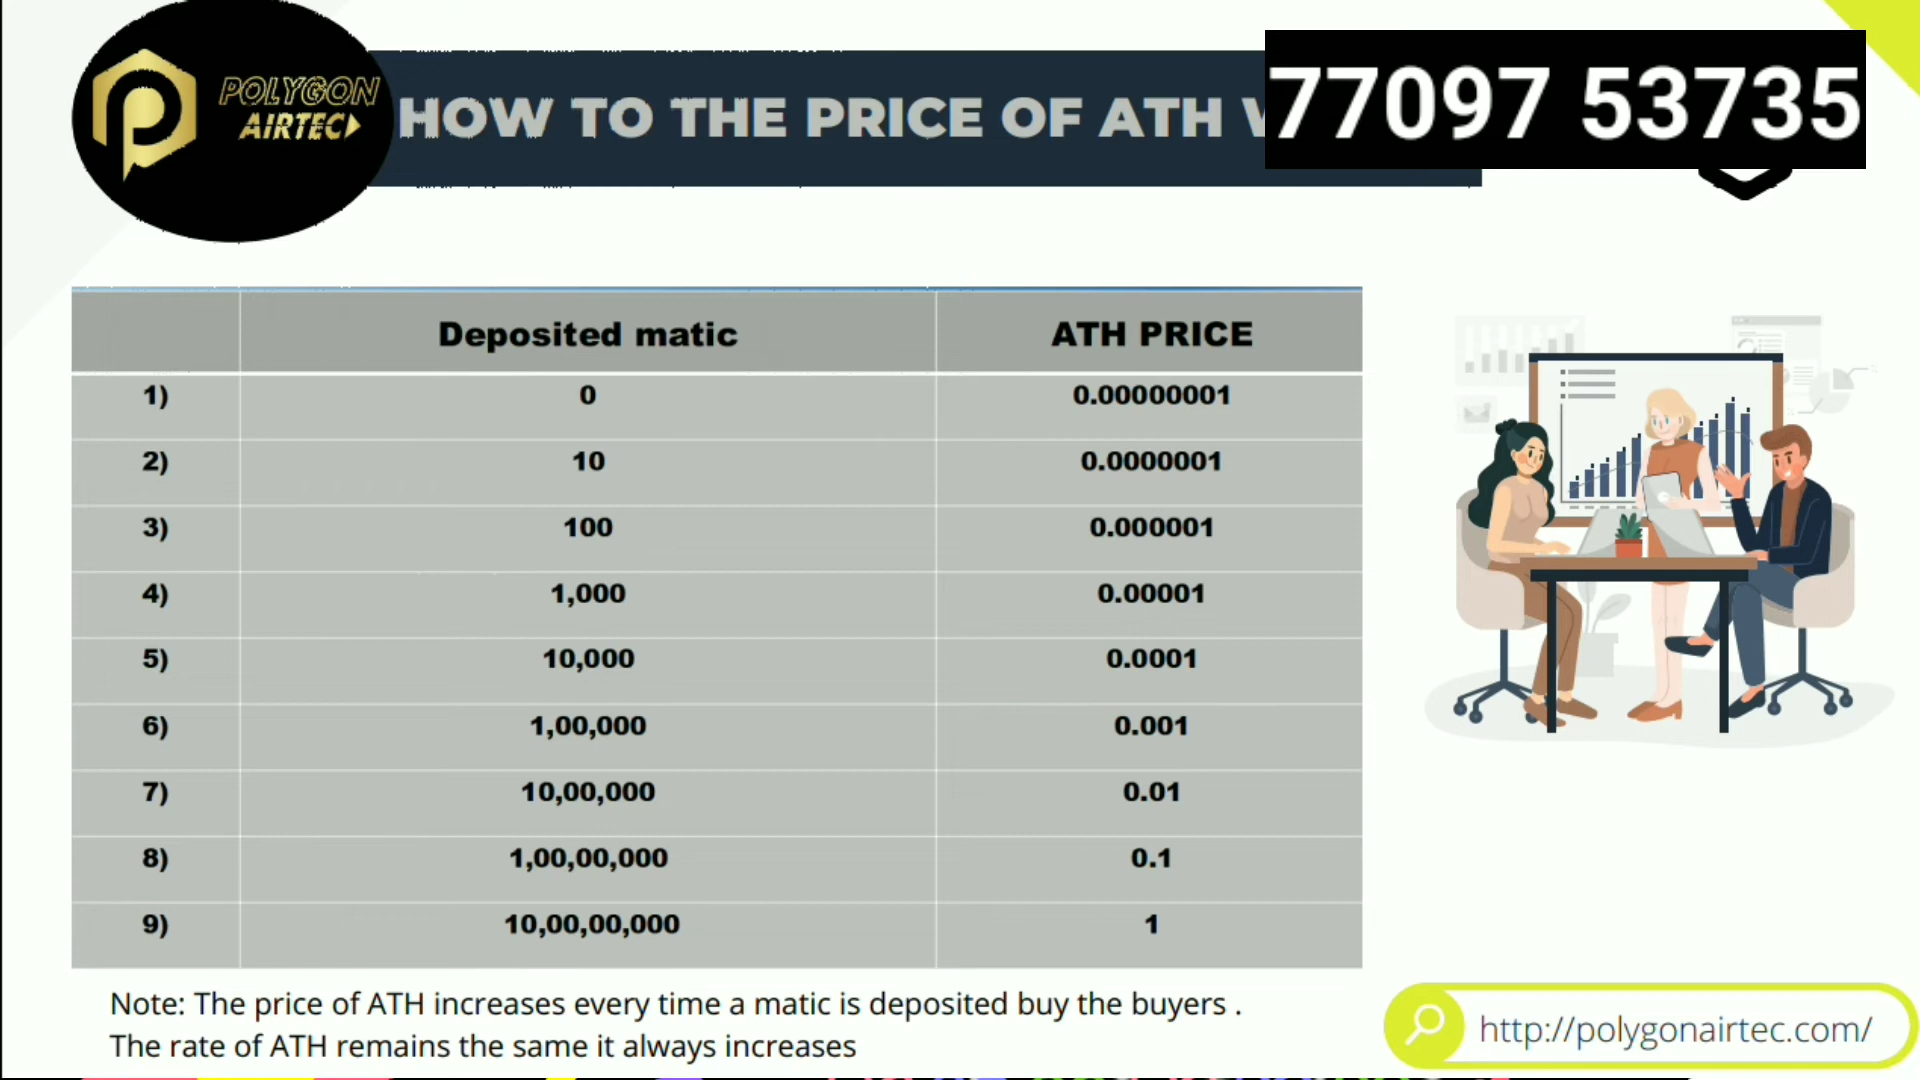 POLYGON
AIRTEC
HOW TO THE PRICE OF ATH
77097 53735
Deposited matic ATH PRICE
1) 0 0.00000001
2) 10 0.0000001
3) 100 0.000001
4) 1,000 0.00001
5) 10,000 0.0001
6) 1,00,000 0.001
7) 10,00,000 0.01
8) 1,00,00,000 0.1
9) 10,00,00,000 1
Note: The price of ATH increases every time a matic is deposited buy the buyers .
The rate of ATH remains the same it always increases
http://polygonairtec.com/